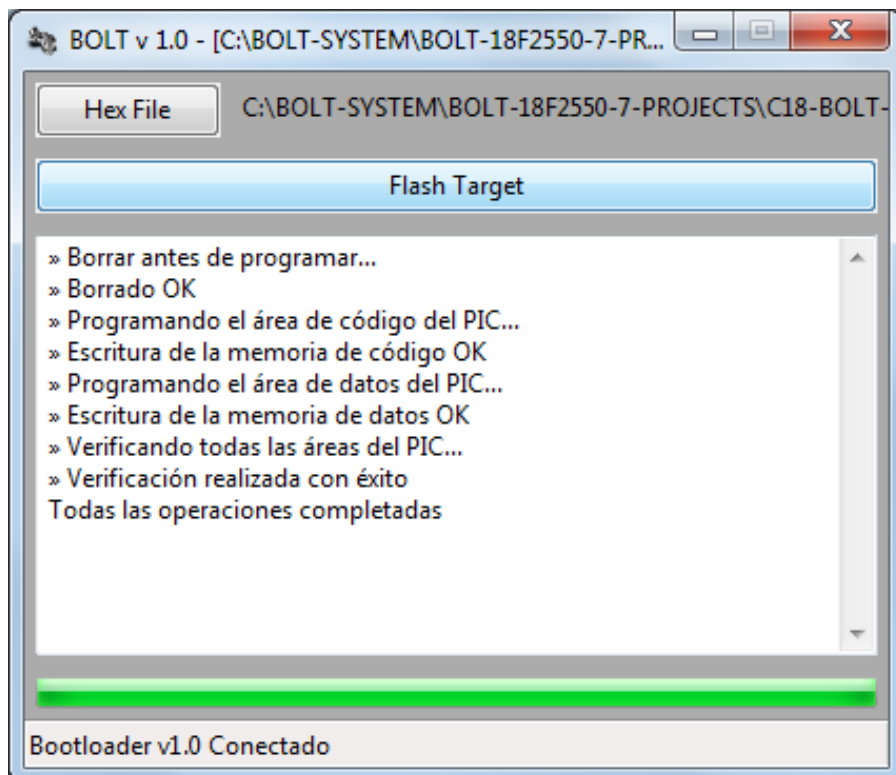 BOLT v 1.0 - [C:\BOLT-SYSTEM\BOLT-18F2550-7-PR...
Hex File
C:\BOLT-SYSTEM\BOLT-18F2550-7-PROJECTS\C18-BOLT-
Flash Target
» Borrar antes de programar...
» Borrado OK
» Programando el área de código del PIC...
» Escritura de la memoria de código OK
» Programando el área de datos del PIC...
» Escritura de la memoria de datos OK
» Verificando todas las áreas del PIC...
» Verificación realizada con éxito
Todas las operaciones completadas
Bootloader v1.0 Conectado